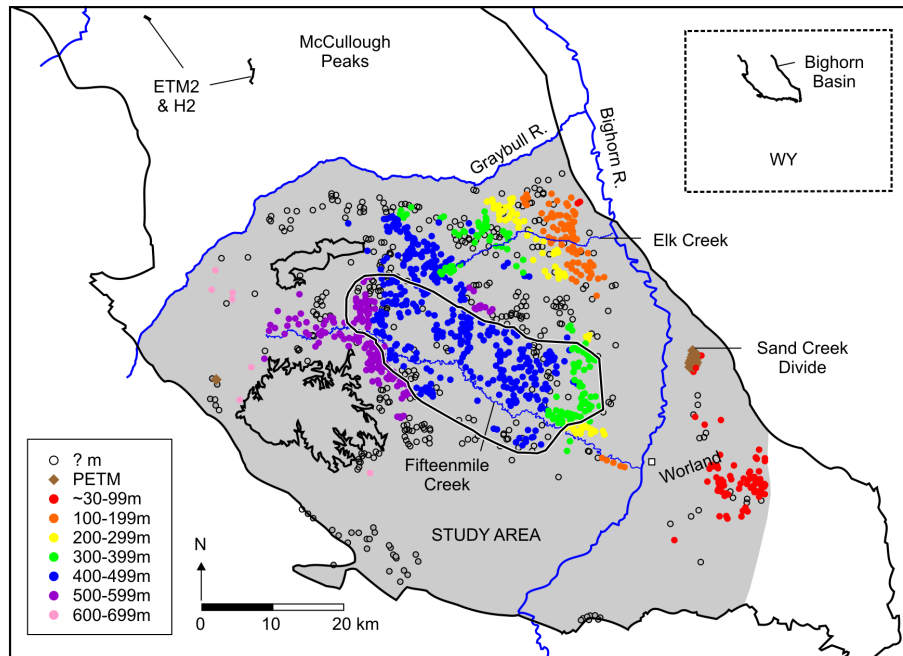 McCullough
Peaks
ETM2
& H2
Bighorn
Basin
WY
Graybull R.
Bighorn R.
Elk Creek
Sand Creek
Divide
Fifteenmile
Creek
Worland
STUDY AREA
? m
PETM
~30-99m
100-199m
200-299m
300-399m
400-499m
500-599m
600-699m
N
0 10 20 km